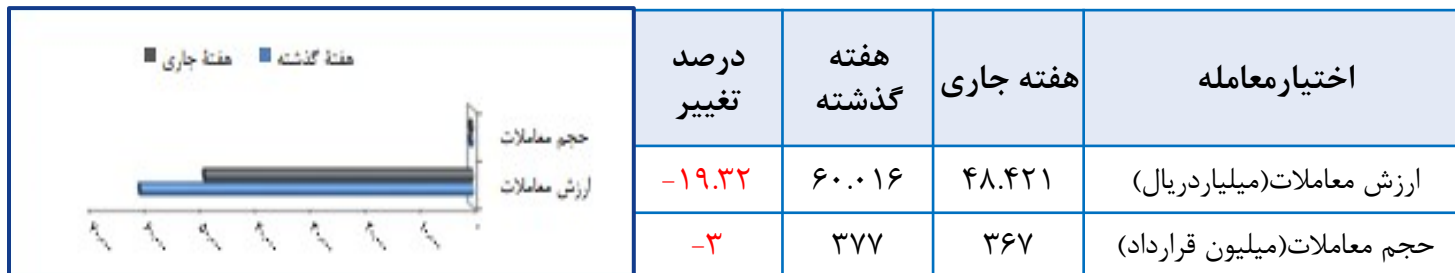 اختیارمعامله
هفته جاری
هفته
گذشته
درصد
تغییر
ارزش معاملات(میلیاردریال)
۴۸.۴۲۱
۶۰.۰۱۶
-۱۹.۳۲
حجم معاملات(میلیون قرارداد)
۳۶۷
۳۷۷
-۳
هفتهٔ گذشته
هفتهٔ جاری
حجم معاملات
ارزش معاملات